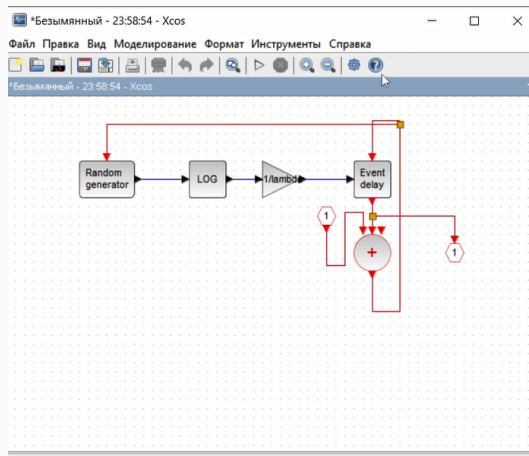 *Безымянный - 23:58:54 - Xcos
Файл Правка Вид Моделирование Формат Инструменты Справка
*Безымянный - 23:58:54 - Xcos
Random
generator
LOG
1/lambda
Event
delay
1
+
1